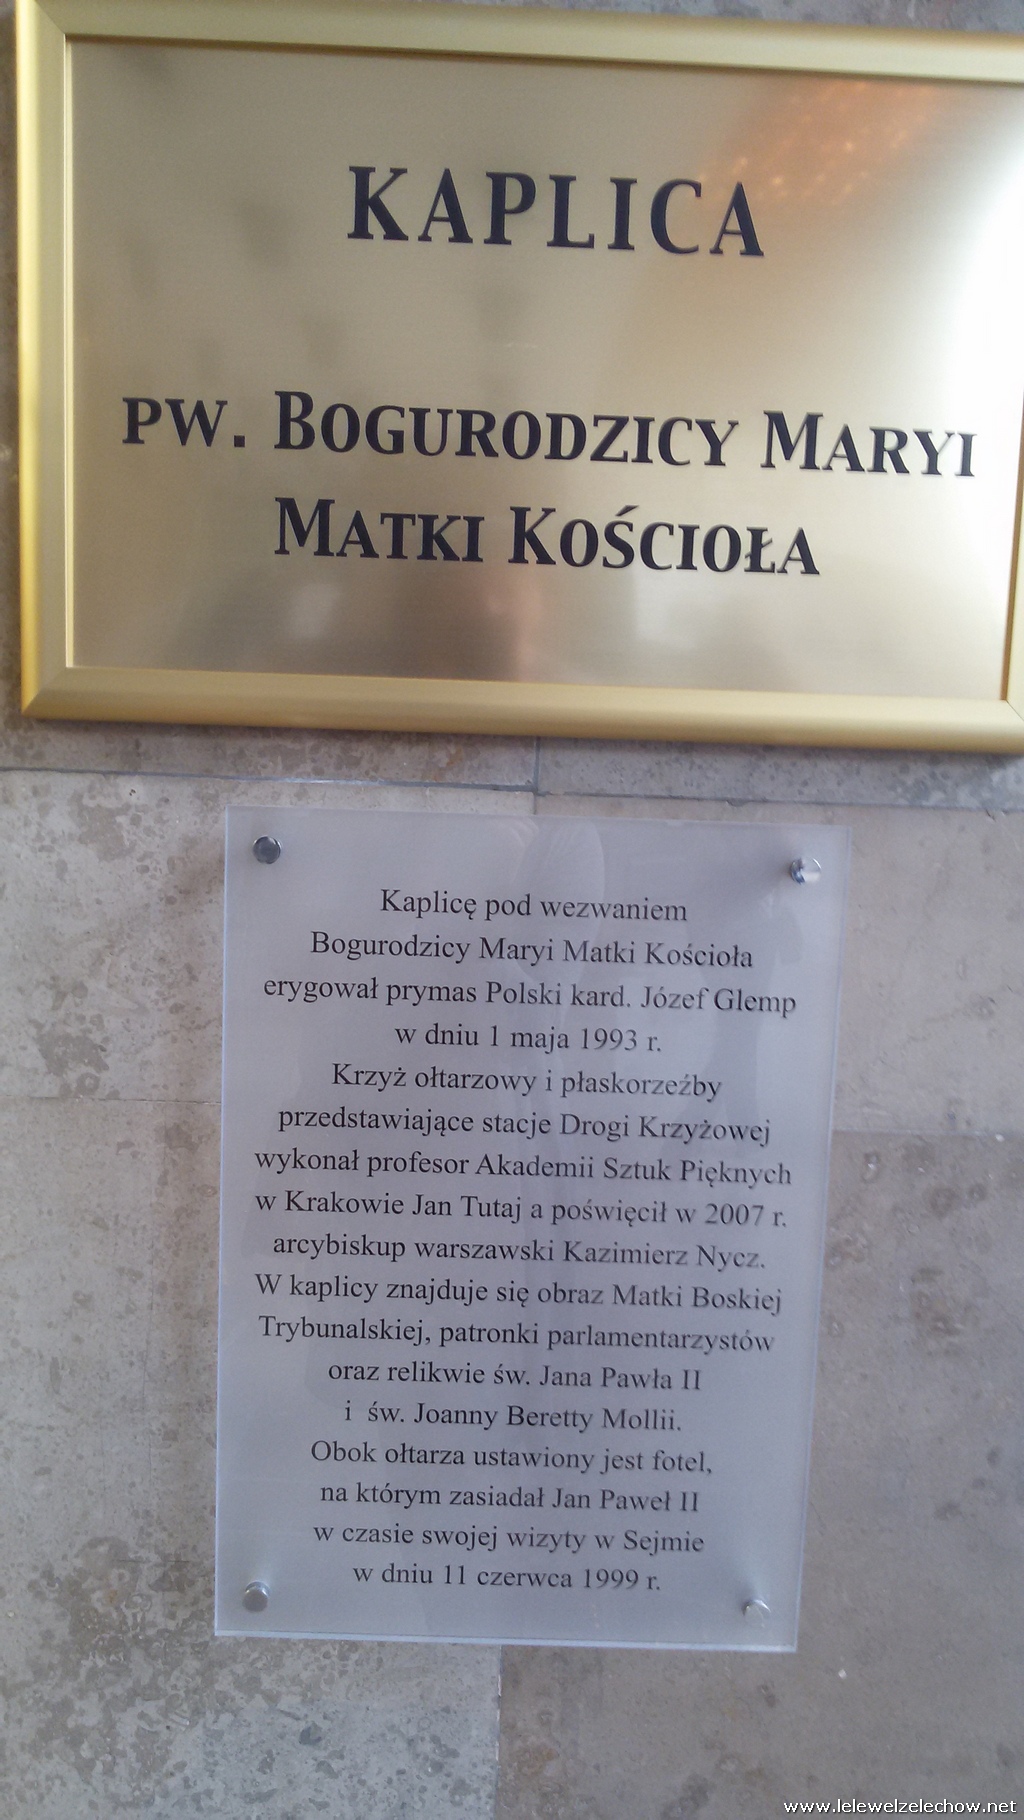 KAPLICA
PW. BOGURODZICY MARYI
MATKI KOŚCIOŁA
Kaplicę pod wezwaniem
Bogurodzicy Maryi Matki Kościoła
erygował prymas Polski kard. Józef Glemp
w dniu 1 maja 1993 r.
Krzyż ołtarzowy i płaskorzeźby
przedstawiające stacje Drogi Krzyżowej
wykonał profesor Akademii Sztuk Pięknych
w Krakowie Jan Tutaj a poświęcił w 2007 r.
arcybiskup warszawski Kazimierz Nycz.
W kaplicy znajduje się obraz Matki Boskiej
Trybunalskiej, patronki parlamentarzystów
oraz relikwie św. Jana Pawła II
i św. Joanny Beretty Mollii.
Obok ołtarza ustawiony jest fotel,
na którym zasiadał Jan Paweł II
w czasie swojej wizyty w Sejmie
w dniu 11 czerwca 1999 r.
www.lelewelzelechow.net